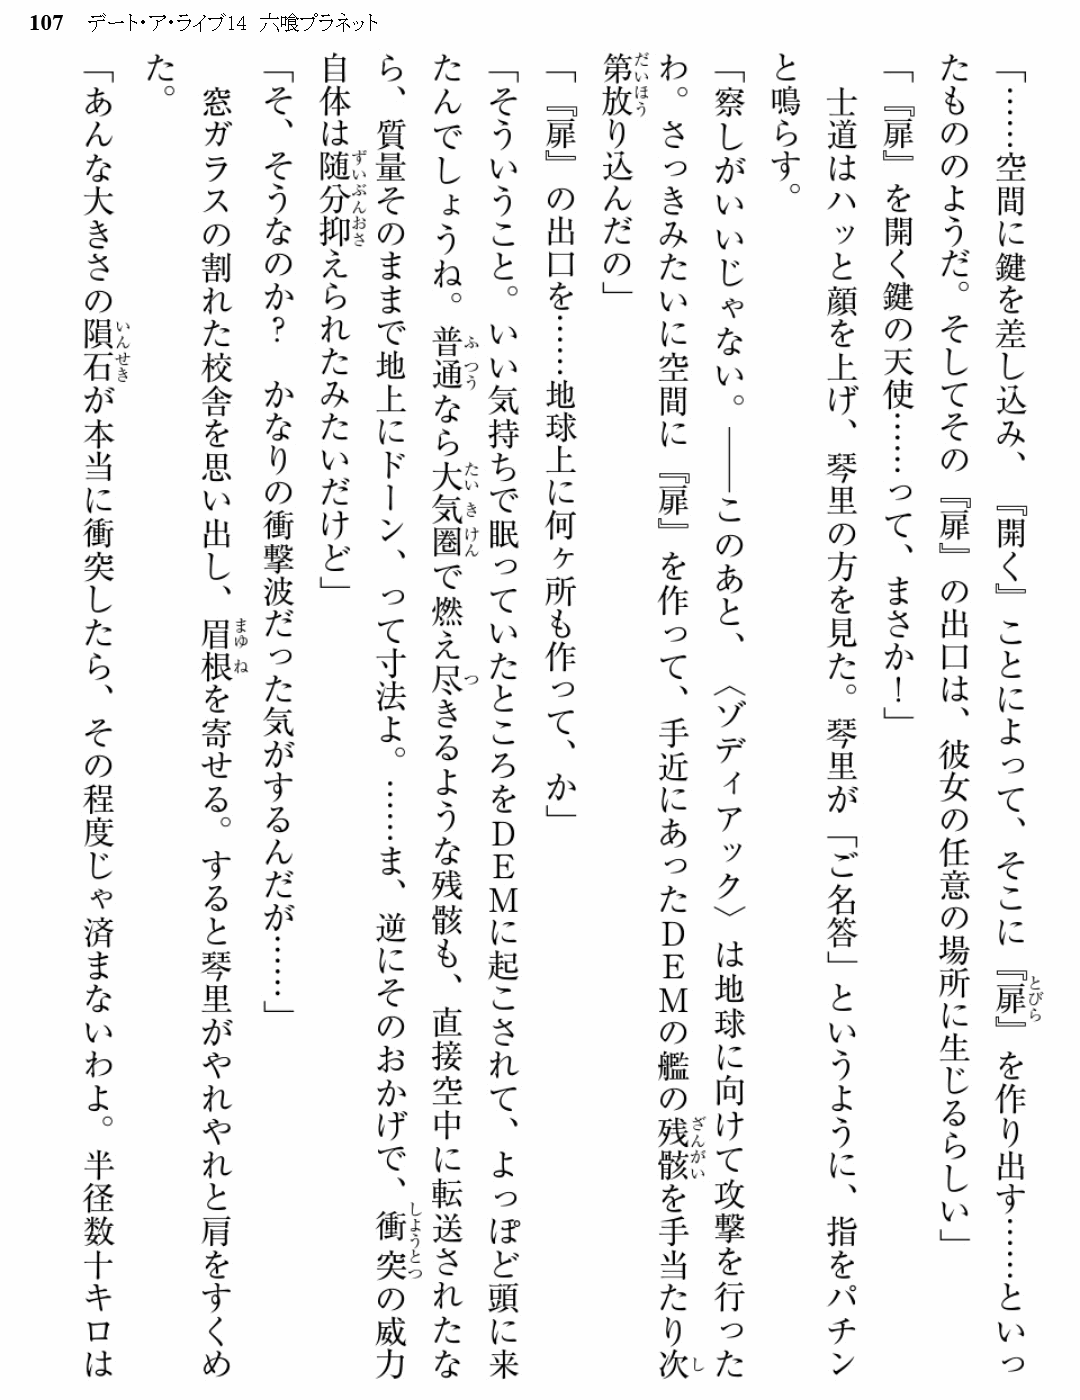 107 デート・ア・ライブ14 六喰プラネット
「……空間に鍵を差し込み、『開く』ことによって、そこに『扉』を作り出す……といっ
たもののようだ。そしてその『扉』の出口は、彼女の任意の場所に生じるらしい」
「『扉』を開く鍵の天使……って、まさか！」
士道はハッと顔を上げ、琴里の方を見た。琴里が「ご名答」というように、指をパチン
と鳴らす。
「察しがいいじゃない。――このあと、〈ゾディアック〉は地球に向けて攻撃を行った
わ。さっきみたいに空間に『扉』を作って、手近にあったＤＥＭの艦の残骸を手当たり次
第放り込んだの」
「『扉』の出口を……地球上に何ヶ所も作って、か」
「そういうこと。いい気持ちで眠っていたところをＤＥＭに起こされて、よっぽど頭に来
たんでしょうね。普通なら大気圏で燃え尽きるような残骸も、直接空中に転送されたな
ら、質量そのままで地上にドーン、って寸法よ。……ま、逆にそのおかげで、衝突の威力
自体は随分抑えられたみたいだけど」
「そ、そうなのか？　かなりの衝撃波だった気がするんだが……」
窓ガラスの割れた校舎を思い出し、眉根を寄せる。すると琴里がやれやれと肩をすくめ
た。
「あんな大きさの隕石が本当に衝突したら、その程度じゃ済まないわよ。半径数十キロは